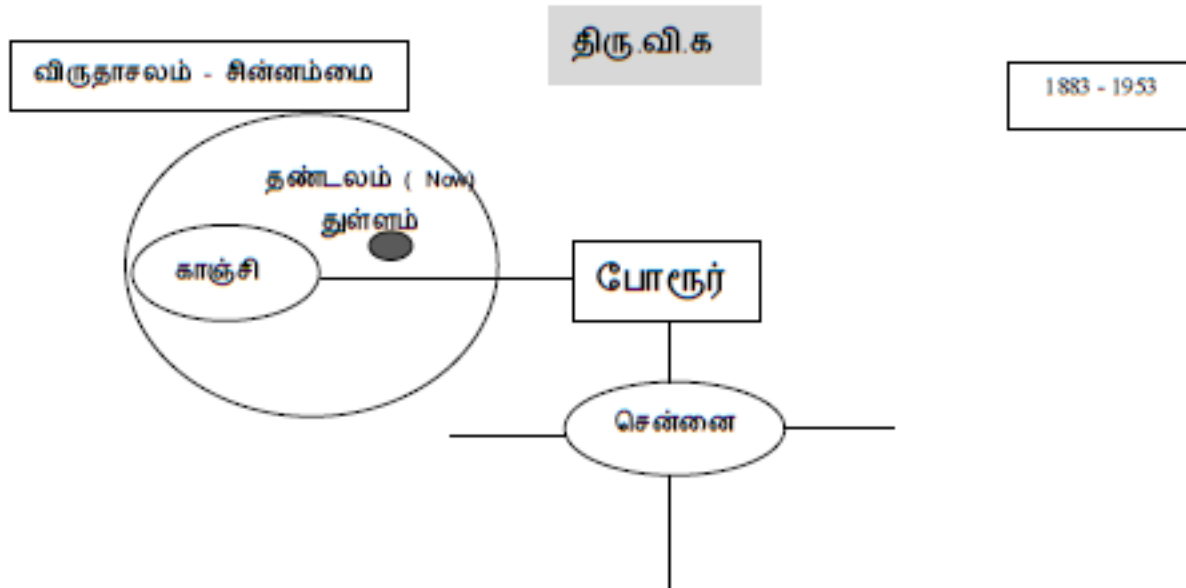 திரு.வி.க
விருதாசலம் - சின்னம்மை
1883 - 1953
தண்டலம் ( Now)
துள்ளம்
காஞ்சி
போரூர்
சென்னை